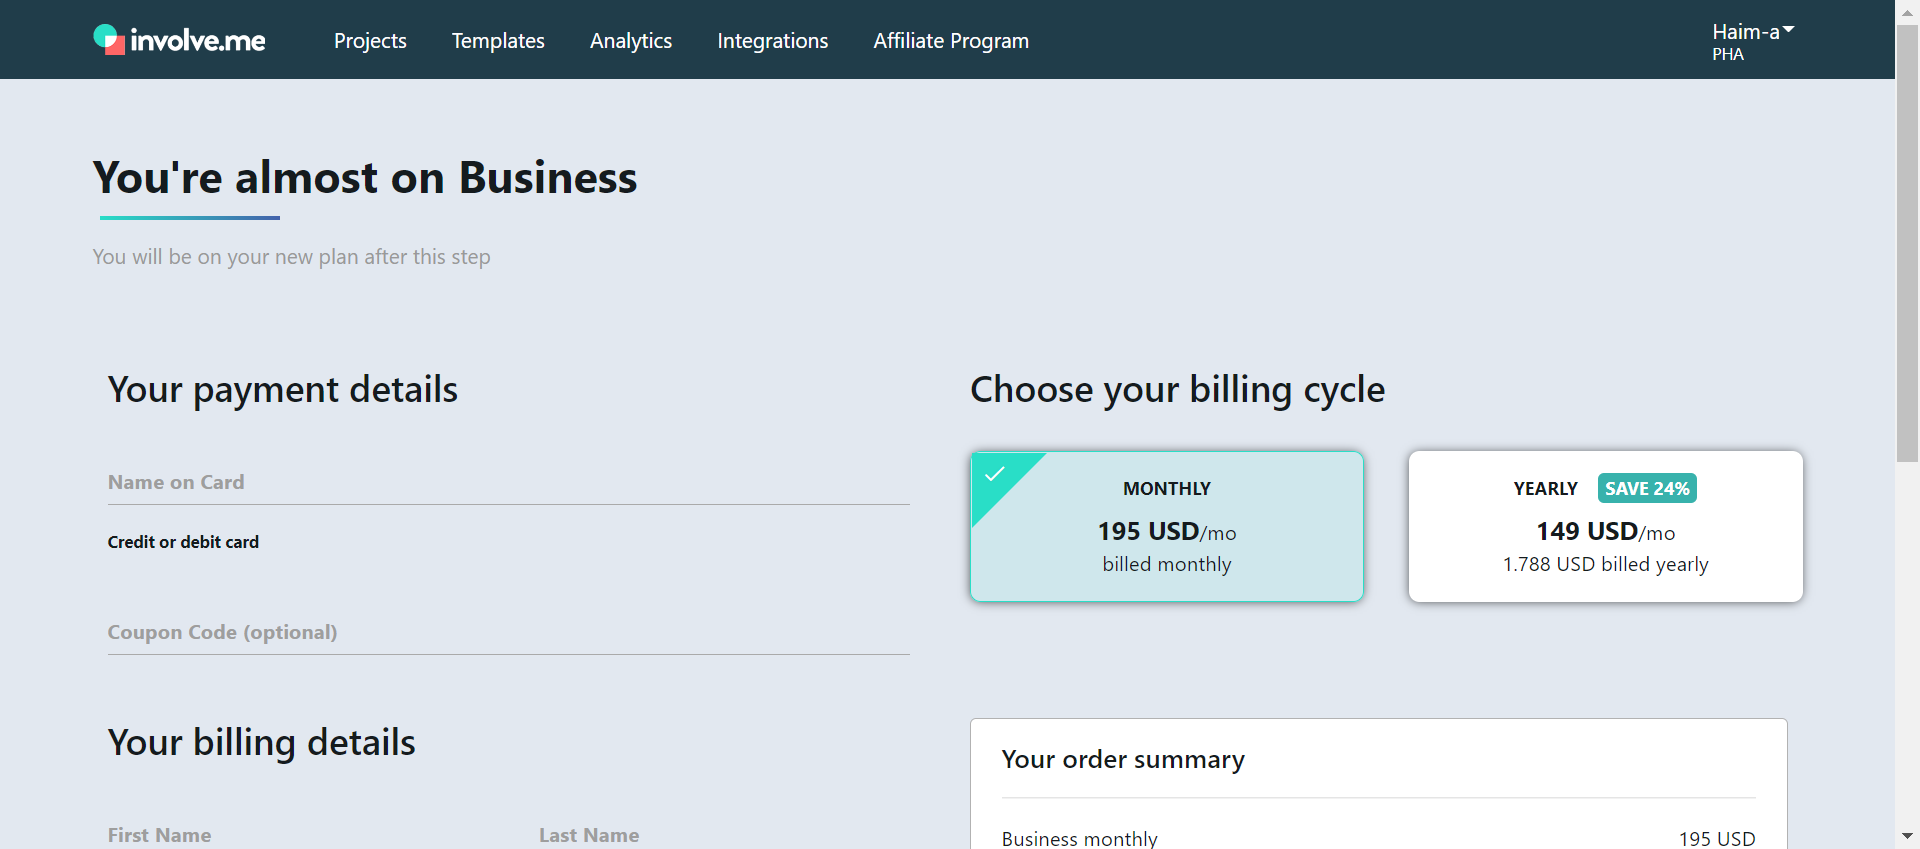 involve.me Projects Templates Analytics Integrations Affiliate Program Haim-a
PHA
You're almost on Business
You will be on your new plan after this step
Your payment details
Name on Card
Credit or debit card
Coupon Code (optional)
Your billing details
First Name Last Name
Choose your billing cycle
MONTHLY
195 USD/mo
billed monthly
YEARLY SAVE 24%
149 USD/mo
1.788 USD billed yearly
Your order summary
Business monthly 195 USD